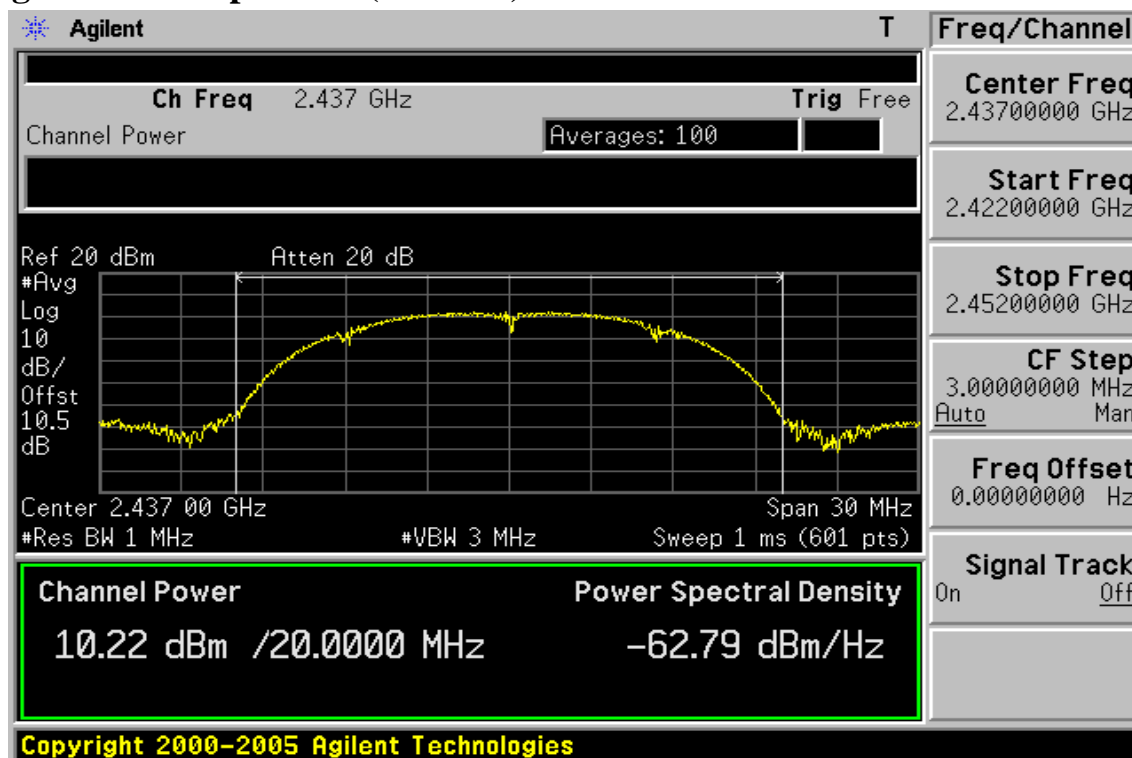 Agilent T
Freq/Channel
Ch Freq 2.437 GHz Trig Free
Channel Power Averages: 100
Ref 20 dBm Atten 20 dB
#Avg
Log
10
dB/
Offst
10.5
dB
Center 2.437 00 GHz Span 30 MHz
#Res BW 1 MHz #VBW 3 MHz Sweep 1 ms (601 pts)
Channel Power Power Spectral Density
10.22 dBm /20.0000 MHz -62.79 dBm/Hz
Copyright 2000-2005 Agilent Technologies
Center Freq
2.43700000 GHz
Start Freq
2.42200000 GHz
Stop Freq
2.45200000 GHz
CF Step
3.00000000 MHz
Auto Man
Freq Offset
0.00000000 Hz
Signal Track
On Off